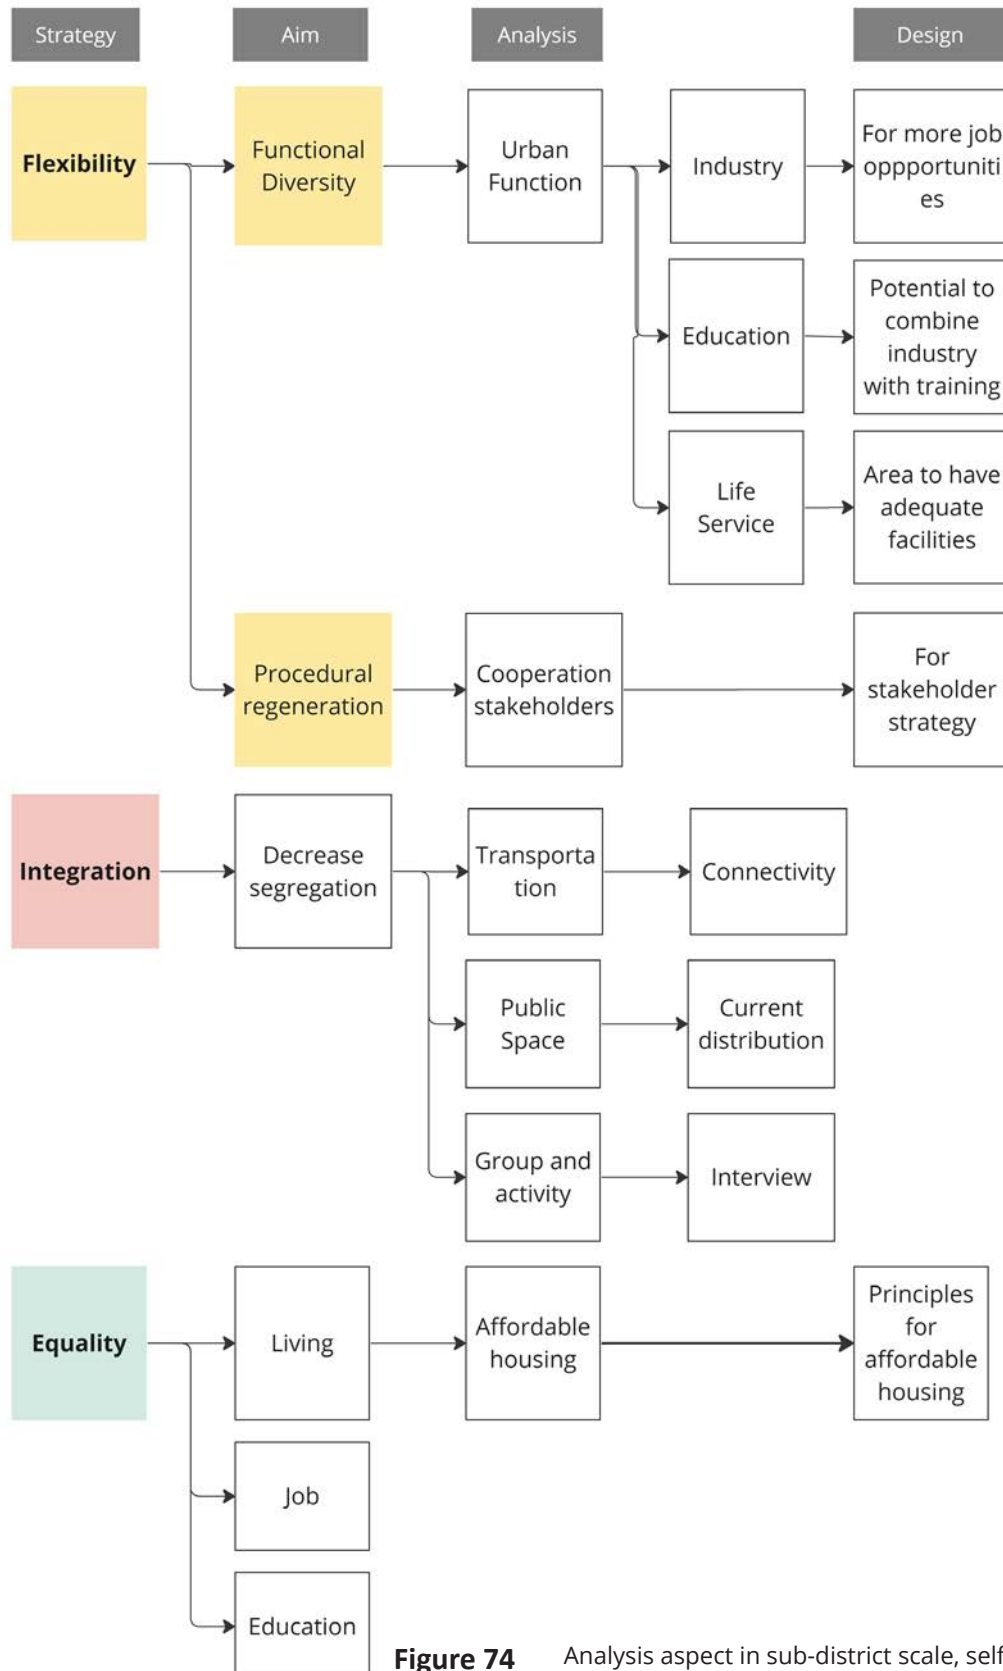 Strategy
Aim
Analysis
Design
Flexibility
Functional
Diversity
Urban
Function
Industry
For more job
oppportuniti
es
Education
Potential to
combine
industry
with training
Life
Service
Area to have
adequate
facilities
Procedural
regeneration
Cooperation
stakeholders
For
stakeholder
strategy
Integration
Decrease
segregation
Transporta
tion
Connectivity
Public
Space
Current
distribution
Group and
activity
Interview
Equality
Living
Affordable
housing
Principles
for
affordable
housing
Job
Education
Figure 74 Analysis aspect in sub-district scale, self